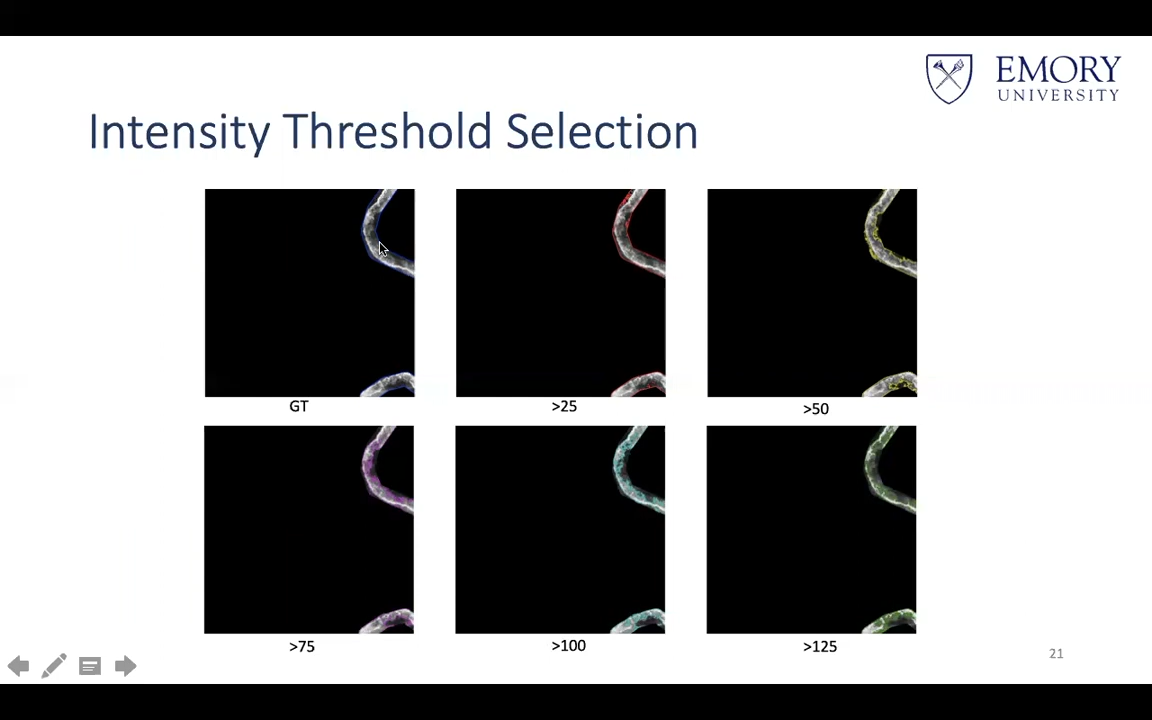 EMORY
UNIVERSITY
Intensity Threshold Selection
GT
>25
>50
>75
>100
>125
21